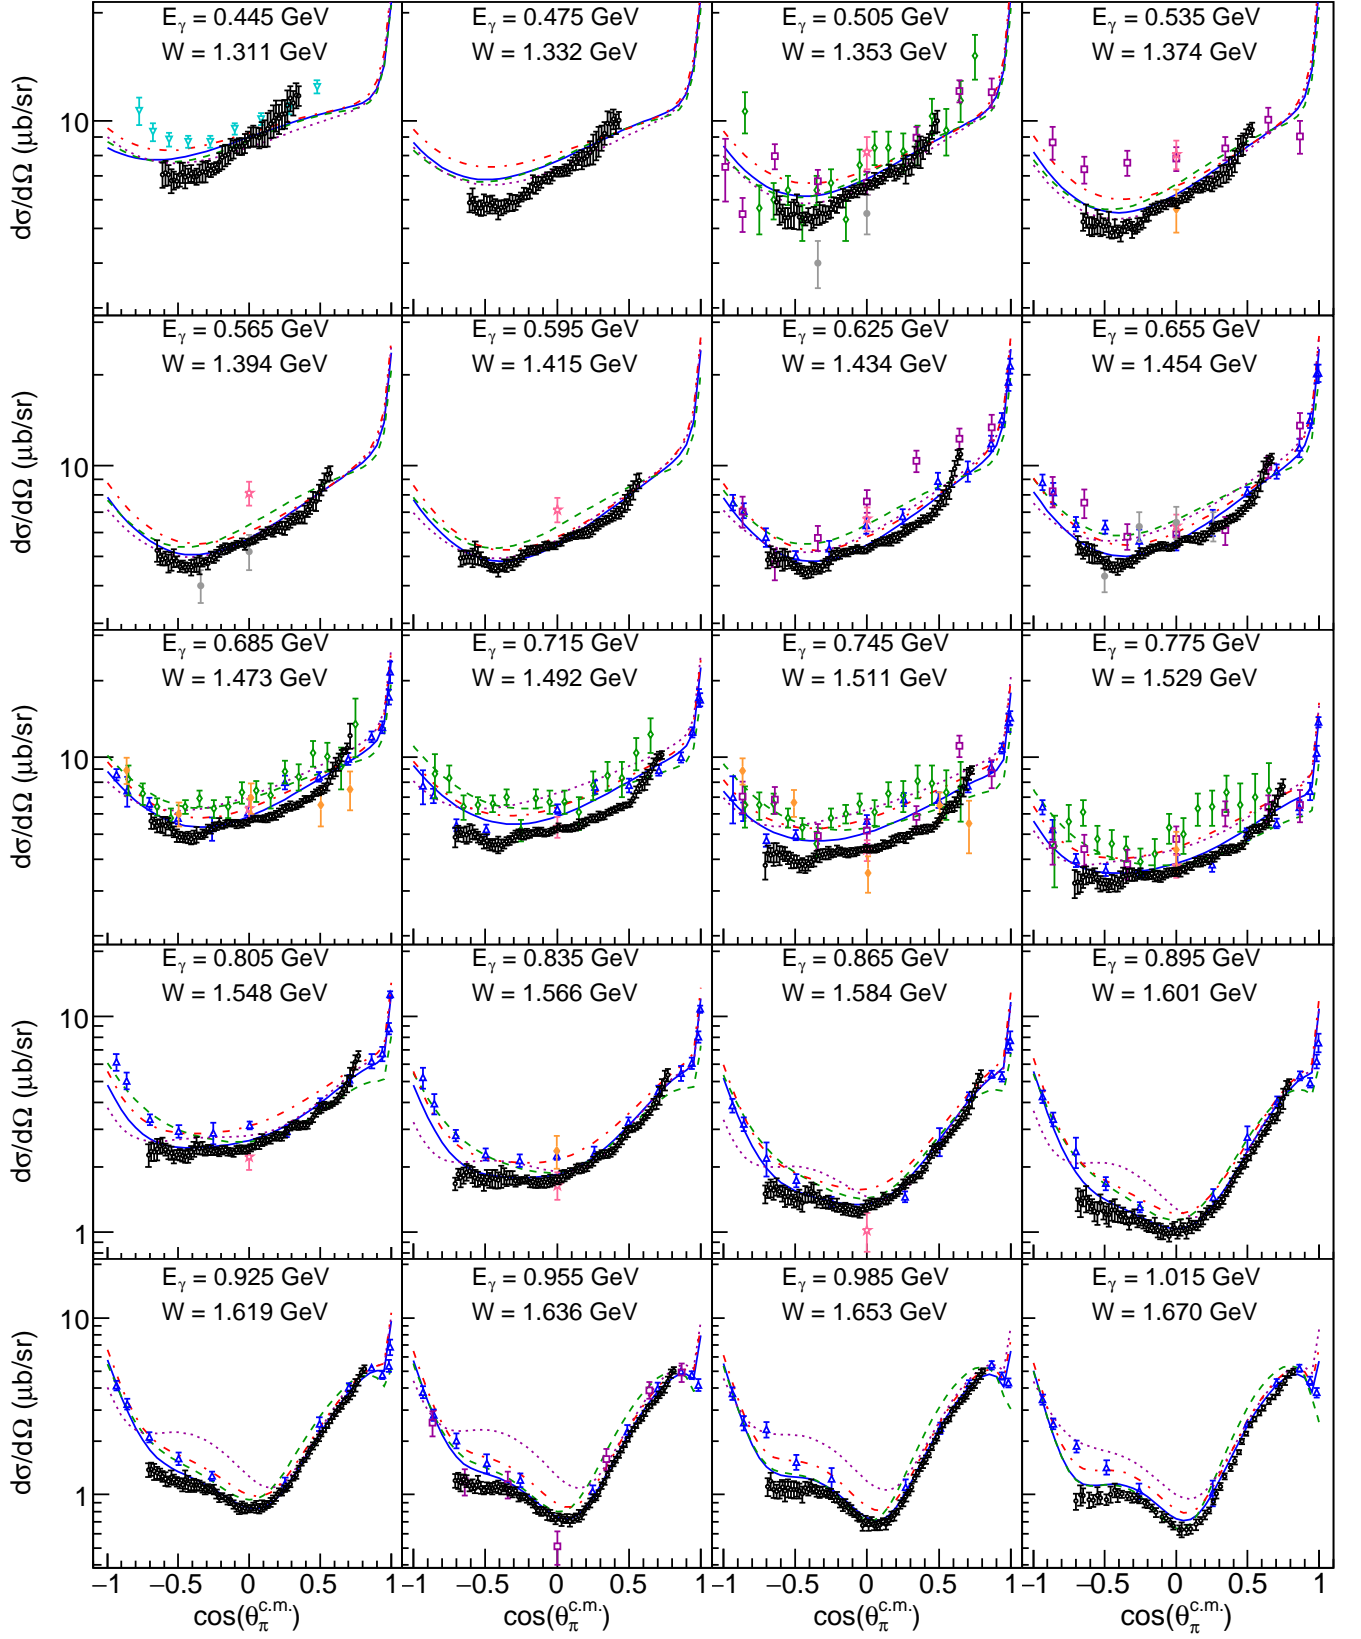 E_γ = 0.445 GeV
W = 1.311 GeV
E_γ = 0.475 GeV
W = 1.332 GeV
E_γ = 0.505 GeV
W = 1.353 GeV
E_γ = 0.535 GeV
W = 1.374 GeV
dσ/dΩ (μb/sr)
10
E_γ = 0.565 GeV
W = 1.394 GeV
E_γ = 0.595 GeV
W = 1.415 GeV
E_γ = 0.625 GeV
W = 1.434 GeV
E_γ = 0.655 GeV
W = 1.454 GeV
dσ/dΩ (μb/sr)
10
E_γ = 0.685 GeV
W = 1.473 GeV
E_γ = 0.715 GeV
W = 1.492 GeV
E_γ = 0.745 GeV
W = 1.511 GeV
E_γ = 0.775 GeV
W = 1.529 GeV
dσ/dΩ (μb/sr)
10
E_γ = 0.805 GeV
W = 1.548 GeV
E_γ = 0.835 GeV
W = 1.566 GeV
E_γ = 0.865 GeV
W = 1.584 GeV
E_γ = 0.895 GeV
W = 1.601 GeV
dσ/dΩ (μb/sr)
10
1
E_γ = 0.925 GeV
W = 1.619 GeV
E_γ = 0.955 GeV
W = 1.636 GeV
E_γ = 0.985 GeV
W = 1.653 GeV
E_γ = 1.015 GeV
W = 1.670 GeV
dσ/dΩ (μb/sr)
10
1
−1 −0.5 0 0.5 1 −0.5 0 0.5 −1 −0.5 0 0.5 −1 −0.5 0 0.5 1
cos(θ_π^{c.m.})
cos(θ_π^{c.m.})
cos(θ_π^{c.m.})
cos(θ_π^{c.m.})